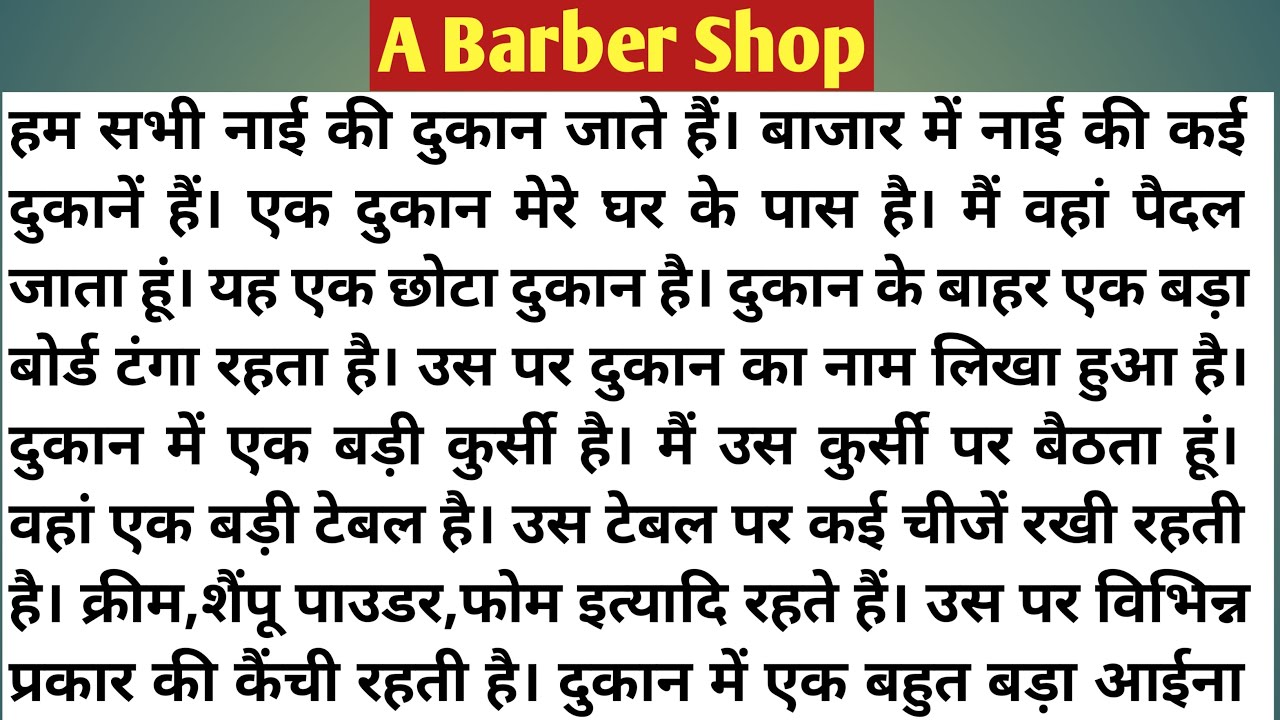 A Barber Shop
हम सभी नाई की दुकान जाते हैं। बाजार में नाई की कई
दुकानें हैं। एक दुकान मेरे घर के पास है। मैं वहां पैदल
जाता हूं। यह एक छोटा दुकान है। दुकान के बाहर एक बड़ा
बोर्ड टंगा रहता है। उस पर दुकान का नाम लिखा हुआ है।
दुकान में एक बड़ी कुर्सी है। मैं उस कुर्सी पर बैठता हूं।
वहां एक बड़ी टेबल है। उस टेबल पर कई चीजें रखी रहती
है। क्रीम,शैंपू पाउडर,फोम इत्यादि रहते हैं। उस पर विभिन्न
प्रकार की कैंची रहती है। दुकान में एक बहुत बड़ा आईना